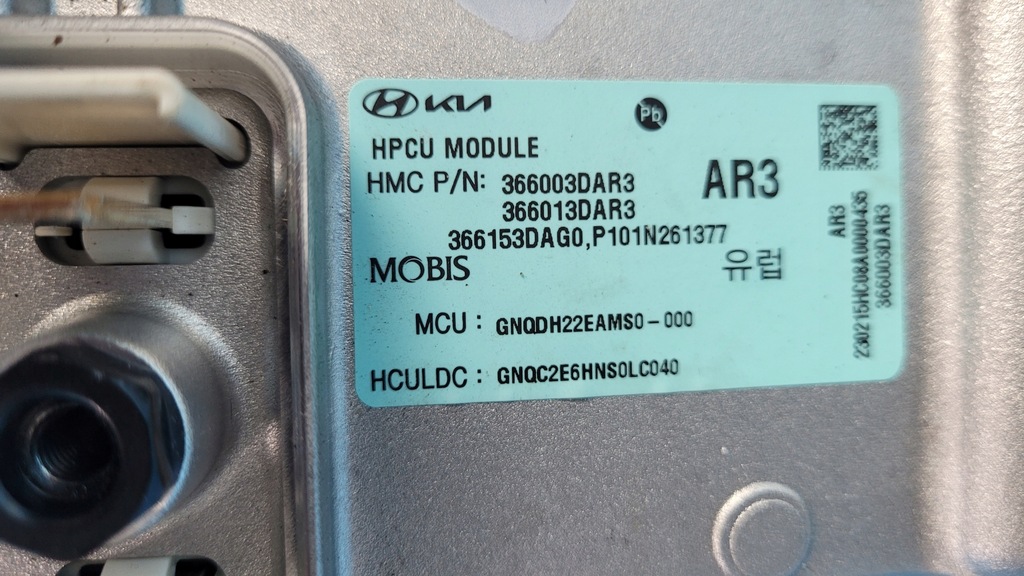 KIA
Pb
HPCU MODULE
HMC P/N: 366003DAR3
366013DAR3
366153DAG0,P101N261377
AR3
MOBIS
유럽
MCU : GNQDH22EAMS0-000
HCULDC : GNQC2E6HNS0LC040
AR3
230215HC08A0000435
366003DAR3